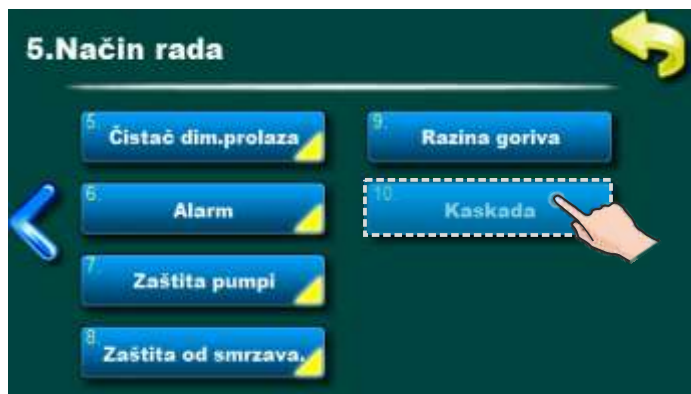 5.Način rada
5.
Čistač dim.prolaza
6.
Alarm
7.
Zaštita pumpi
8.
Zaštita od smrzava.
9.
Razina goriva
10.
Kaskada